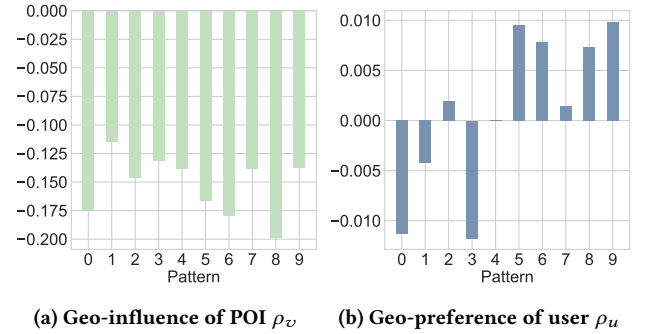 0.000
−0.025
−0.050
−0.075
−0.100
−0.125
−0.150
−0.175
−0.200
0 1 2 3 4 5 6 7 8 9
Pattern
(a) Geo-influence of POI ρv
0.010
0.005
0.000
−0.005
−0.010
0 1 2 3 4 5 6 7 8 9
Pattern
(b) Geo-preference of user ρu